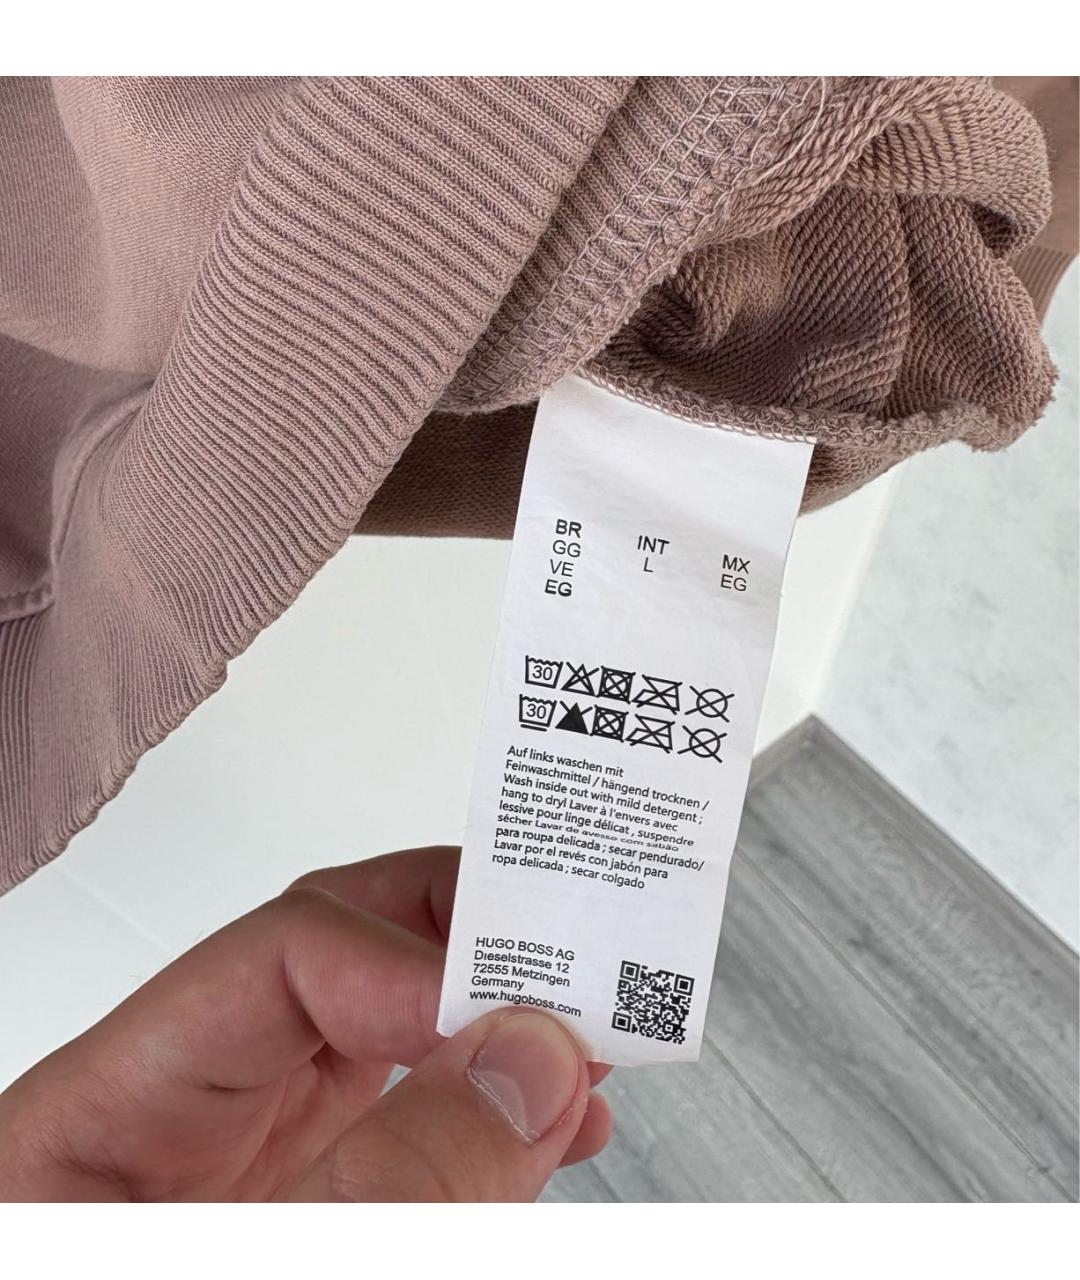 BR
GG
VE
EG
INT
L
MX
EG
30
30
Auf links waschen mit
Feinwaschmittel / hängend trocknen /
Wash inside out with mild detergent ;
hang to dry! Laver à l'envers avec
lessive pour linge délicat , suspendre
sécher Lavar de avesso com sabão
para roupa delicada ; secar pendurado/
Lavar por el revés con jabón para
ropa delicada ; secar colgado
HUGO BOSS AG
Dieselstrasse 12
72555 Metzingen
Germany
www.hugoboss.com